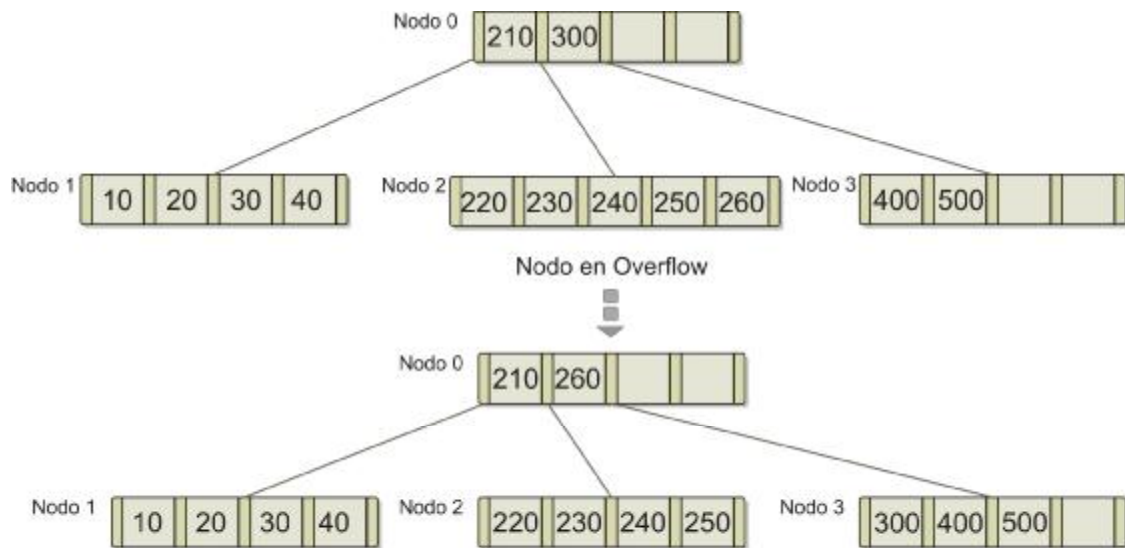 Nodo 0
210 300
Nodo 1
10 20 30 40
Nodo 2
220 230 240 250 260
Nodo 3
400 500
Nodo en Overflow
Nodo 0
210 260
Nodo 1
10 20 30 40
Nodo 2
220 230 240 250
Nodo 3
300 400 500